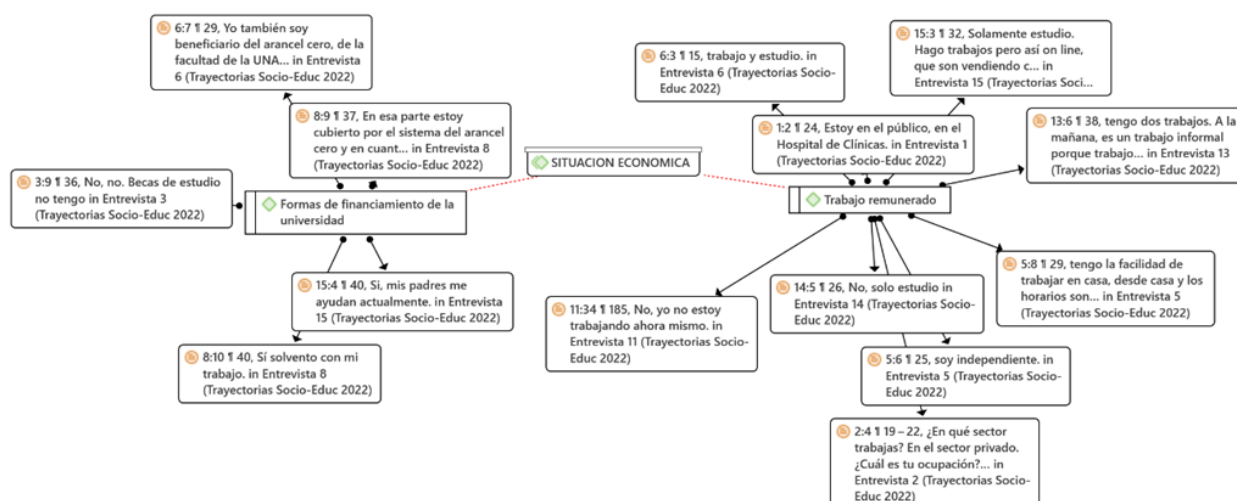 6:7 ¶ 29, Yo también soy
beneficiario del arancel cero, de la
facultad de la UNA... in Entrevista
6 (Trayectorias Socio-Educ 2022)
8:9 ¶ 37, En esa parte estoy
cubierto por el sistema del arancel
cero y en cuant... in Entrevista 8
(Trayectorias Socio-Educ 2022)
3:9 ¶ 36, No, no. Becas de estudio
no tengo in Entrevista 3
(Trayectorias Socio-Educ 2022)
Formas de financiamiento de la
universidad
15:4 ¶ 40, Si, mis padres me
ayudan actualmente. in Entrevista
15 (Trayectorias Socio-Educ 2022)
8:10 ¶ 40, Sí solvento con mi
trabajo. in Entrevista 8
(Trayectorias Socio-Educ 2022)
SITUACION ECONOMICA
6:3 ¶ 15, trabajo y estudio. in
Entrevista 6 (Trayectorias Socio-
Educ 2022)
15:3 ¶ 32, Solamente estudio.
Hago trabajos pero así on line,
que son vendiendo c... in
Entrevista 15 (Trayectorias Soci...
1:2 ¶ 24, Estoy en el público, en el
Hospital de Clínicas. in Entrevista 1
(Trayectorias Socio-Educ 2022)
13:6 ¶ 38, tengo dos trabajos. A la
mañana, es un trabajo informal
porque trabajo... in Entrevista 13
(Trayectorias Socio-Educ 2022)
Trabajo remunerado
5:8 ¶ 29, tengo la facilidad de
trabajar en casa, desde casa y los
horarios son... in Entrevista 5
(Trayectorias Socio-Educ 2022)
14:5 ¶ 26, No, solo estudio in
Entrevista 14 (Trayectorias Socio-
Educ 2022)
11:34 ¶ 185, No, yo no estoy
trabajando ahora mismo. in
Entrevista 11 (Trayectorias Socio-
Educ 2022)
5:6 ¶ 25, soy independiente. in
Entrevista 5 (Trayectorias Socio-
Educ 2022)
2:4 ¶ 19 – 22, ¿En qué sector
trabajas? En el sector privado.
¿Cuál es tu ocupación?... in
Entrevista 2 (Trayectorias Socio-
Educ 2022)